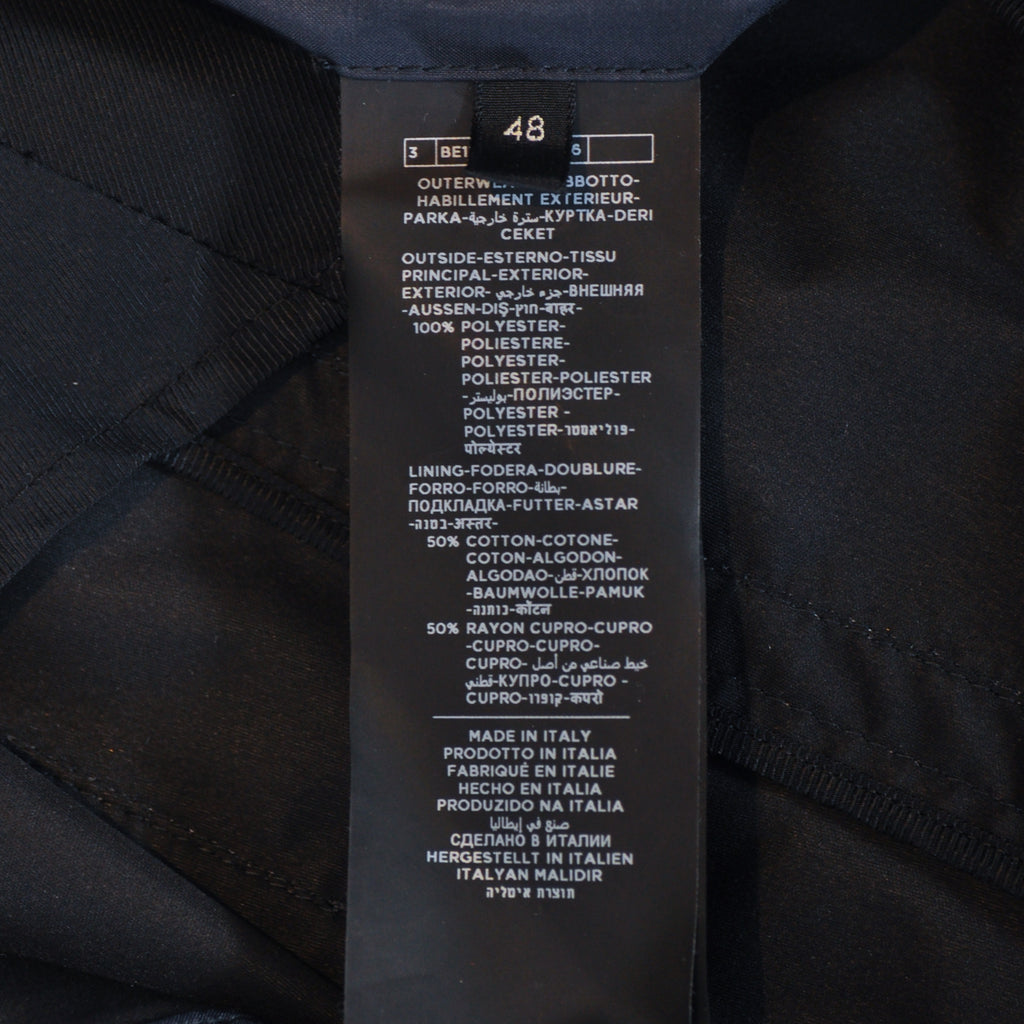 48
3 BE1 6
OUTERWE BBOTTO-
HABILLEMENT EXTERIEUR-
PARKA-سترة خارجية-КУРТКА-DERI
CEKET
OUTSIDE-ESTERNO-TISSU
PRINCIPAL-EXTERIOR-
EXTERIOR-جزء خارجي-ВНЕШНЯЯ
-AUSSEN-DIŞ-חוץ-बाहर-
100% POLYESTER-
POLIESTERE-
POLYESTER-
POLIESTER-POLIESTER
-بوليستر-ПОЛИЭСТЕР-
POLYESTER -
POLYESTER-פוליאסטר-
पोल्येस्टर
LINING-FODERA-DOUBLURE-
FORRO-FORRO-بطانة-
ПОДКЛАДКА-FUTTER-ASTAR
-בטנה-अस्तर-
50% COTTON-COTONE-
COTON-ALGODON-
ALGODAO-قطن-ХЛОПОК
-BAUMWOLLE-PAMUK
-כותנה-कॉटन
50% RAYON CUPRO-CUPRO
-CUPRO-CUPRO-
CUPRO-خيط صناعي من أصل
قطني-КУПРО-CUPRO -
CUPRO-קופרו-कपरो
MADE IN ITALY
PRODOTTO IN ITALIA
FABRIQUÉ EN ITALIE
HECHO EN ITALIA
PRODUZIDO NA ITALIA
صنع في إيطاليا
СДЕЛАНО В ИТАЛИИ
HERGESTELLT IN ITALIEN
ITALYAN MALIDIR
תוצרת איטליה